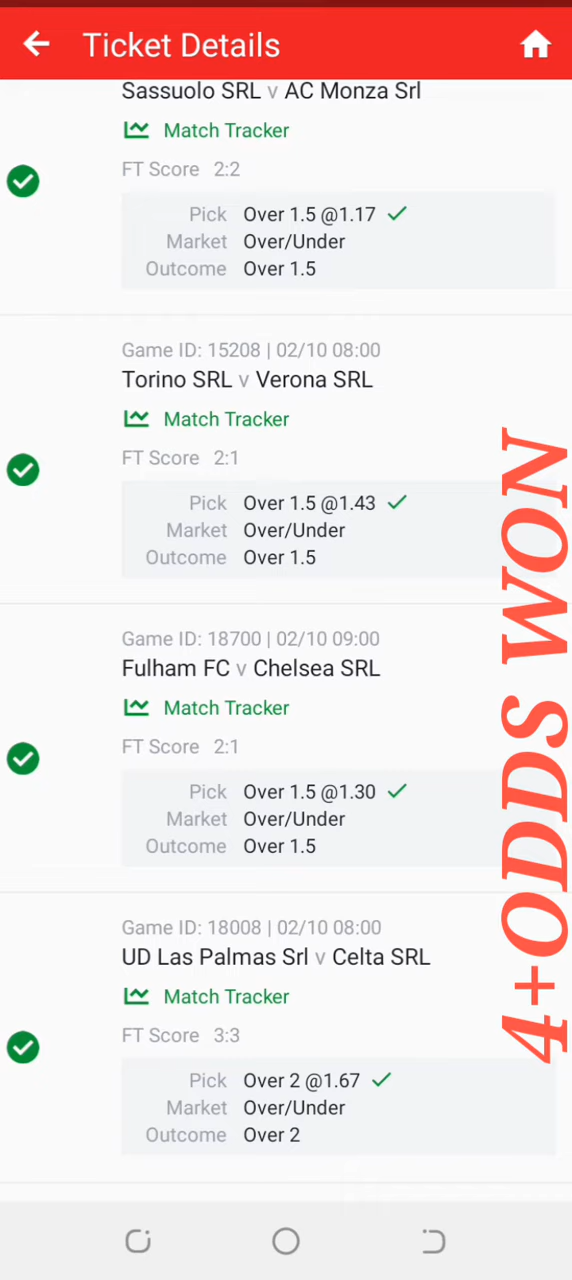 Ticket Details
Sassuolo SRL v AC Monza Srl
Match Tracker
FT Score 2:2
Pick Over 1.5 @1.17
Market Over/Under
Outcome Over 1.5
Game ID: 15208 | 02/10 08:00
Torino SRL v Verona SRL
Match Tracker
FT Score 2:1
Pick Over 1.5 @1.43
Market Over/Under
Outcome Over 1.5
Game ID: 18700 | 02/10 09:00
Fulham FC v Chelsea SRL
Match Tracker
FT Score 2:1
Pick Over 1.5 @1.30
Market Over/Under
Outcome Over 1.5
Game ID: 18008 | 02/10 08:00
UD Las Palmas Srl v Celta SRL
Match Tracker
FT Score 3:3
Pick Over 2 @1.67
Market Over/Under
Outcome Over 2
4+ODDS WON